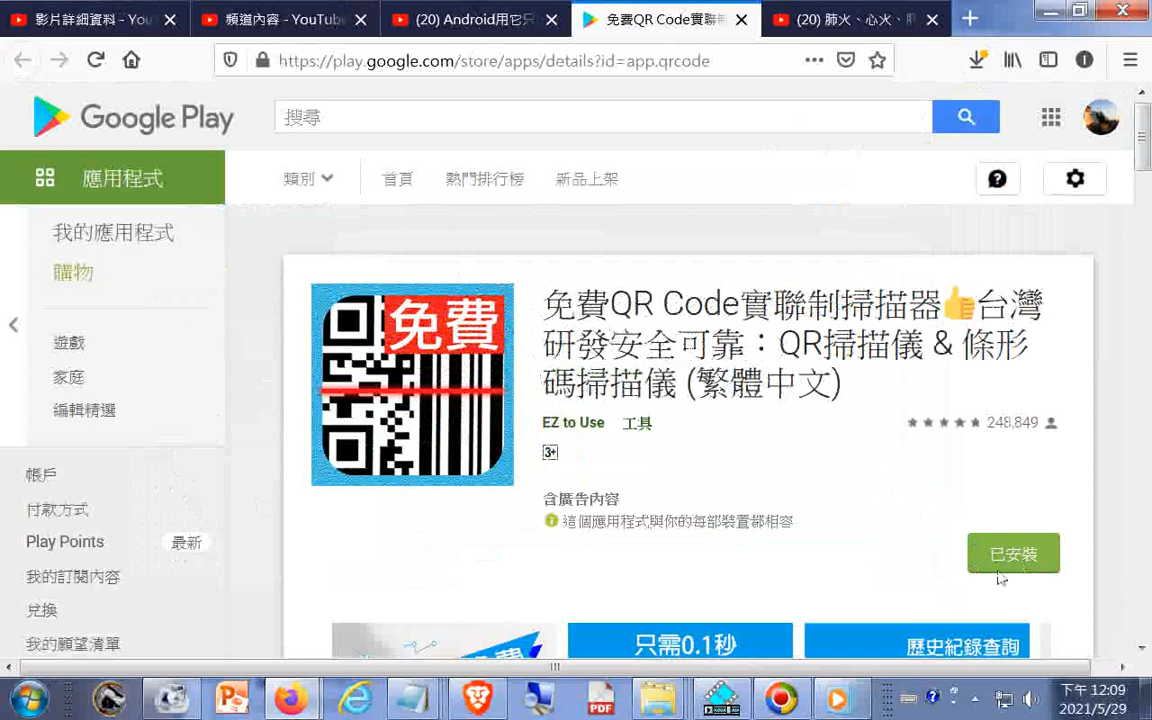 影片詳細資料 - You
頻道內容 - YouTube
(20) Android用它只
免費QR Code實聯制
(20) 肺火、心火、
https://play.google.com/store/apps/details?id=app.qrcode
Google Play
搜尋
應用程式
類別
首頁
熱門排行榜
新品上架
我的應用程式
購物
遊戲
家庭
編輯精選
帳戶
付款方式
Play Points
最新
我的訂閱內容
兌換
我的願望清單
免費
免費QR Code實聯制掃描器👍台灣
研發安全可靠：QR掃描儀 & 條形
碼掃描儀 (繁體中文)
EZ to Use 工具
248,849
3+
含廣告內容
這個應用程式與你的每部裝置都相容
已安裝
只需0.1秒
歷史紀錄查詢
PDF
下午 12:09
2021/5/29